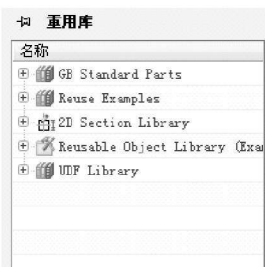 重用库
名称
GB Standard Parts
Reuse Examples
2D Section Library
Reusable Object Library (Exa
UDF Library